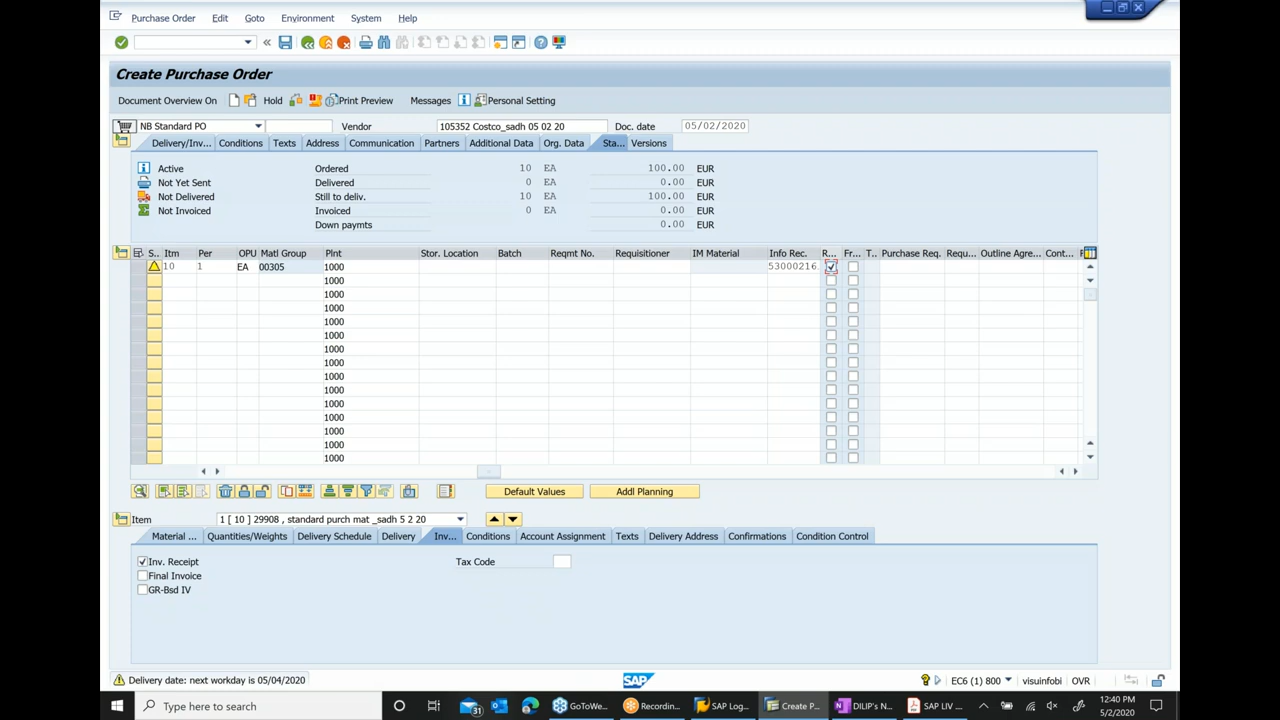 Purchase Order Edit Goto Environment System Help
Create Purchase Order
Document Overview On Hold Print Preview Messages Personal Setting
NB Standard PO Vendor 105352 Costco_sadh 05 02 20 Doc. date 05/02/2020
Delivery/Inv... Conditions Texts Address Communication Partners Additional Data Org. Data Sta... Versions
Active Ordered 10 EA 100.00 EUR
Not Yet Sent Delivered 0 EA 0.00 EUR
Not Delivered Still to deliv. 10 EA 100.00 EUR
Not Invoiced Invoiced 0 EA 0.00 EUR
Down paymts 0.00 EUR
S.. Itm Per OPU Matl Group Plnt Stor. Location Batch Reqmt No. Requisitioner IM Material Info Rec. R... Fr... T.. Purchase Req. Requ... Outline Agre... Cont...
10 1 EA 00305 1000 53000216
1000
1000
1000
1000
1000
1000
1000
1000
1000
1000
1000
1000
1000
1000
Default Values Addl Planning
Item 1 [ 10 ] 29908 , standard purch mat _sadh 5 2 20
Material ... Quantities/Weights Delivery Schedule Delivery Inv... Conditions Account Assignment Texts Delivery Address Confirmations Condition Control
Inv. Receipt Tax Code
Final Invoice
GR-Bsd IV
Delivery date: next workday is 05/04/2020 SAP EC6 (1) 800 visuinfobi OVR
Type here to search 31 GoToWe... Recordin... SAP Log... Create P... DILIP's N... SAP LIV ... 12:40 PM
5/2/2020